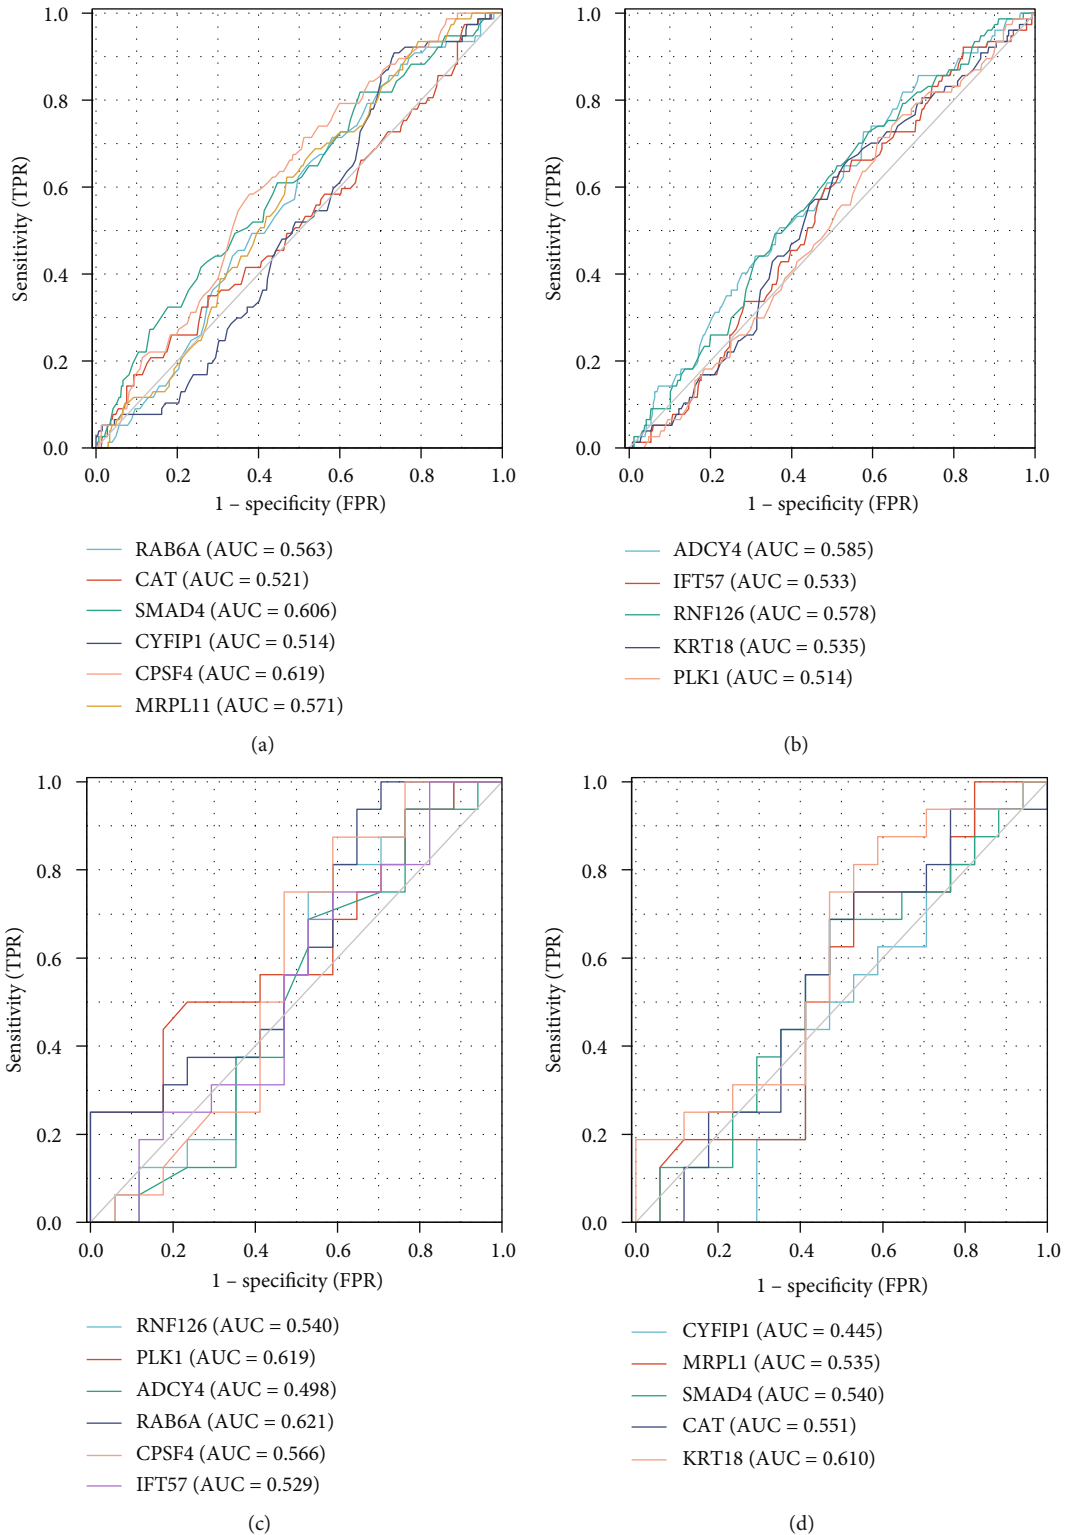 1.0
0.8
0.6
0.4
0.2
0.0
Sensitivity (TPR)
0.0 0.2 0.4 0.6 0.8 1.0
1 – specificity (FPR)
RAB6A (AUC = 0.563)
CAT (AUC = 0.521)
SMAD4 (AUC = 0.606)
CYFIP1 (AUC = 0.514)
CPSF4 (AUC = 0.619)
MRPL11 (AUC = 0.571)
(a)
1.0
0.8
0.6
0.4
0.2
0.0
Sensitivity (TPR)
0.0 0.2 0.4 0.6 0.8 1.0
1 – specificity (FPR)
ADCY4 (AUC = 0.585)
IFT57 (AUC = 0.533)
RNF126 (AUC = 0.578)
KRT18 (AUC = 0.535)
PLK1 (AUC = 0.514)
(b)
1.0
0.8
0.6
0.4
0.2
0.0
Sensitivity (TPR)
0.0 0.2 0.4 0.6 0.8 1.0
1 – specificity (FPR)
RNF126 (AUC = 0.540)
PLK1 (AUC = 0.619)
ADCY4 (AUC = 0.498)
RAB6A (AUC = 0.621)
CPSF4 (AUC = 0.566)
IFT57 (AUC = 0.529)
(c)
1.0
0.8
0.6
0.4
0.2
0.0
Sensitivity (TPR)
0.0 0.2 0.4 0.6 0.8 1.0
1 – specificity (FPR)
CYFIP1 (AUC = 0.445)
MRPL1 (AUC = 0.535)
SMAD4 (AUC = 0.540)
CAT (AUC = 0.551)
KRT18 (AUC = 0.610)
(d)